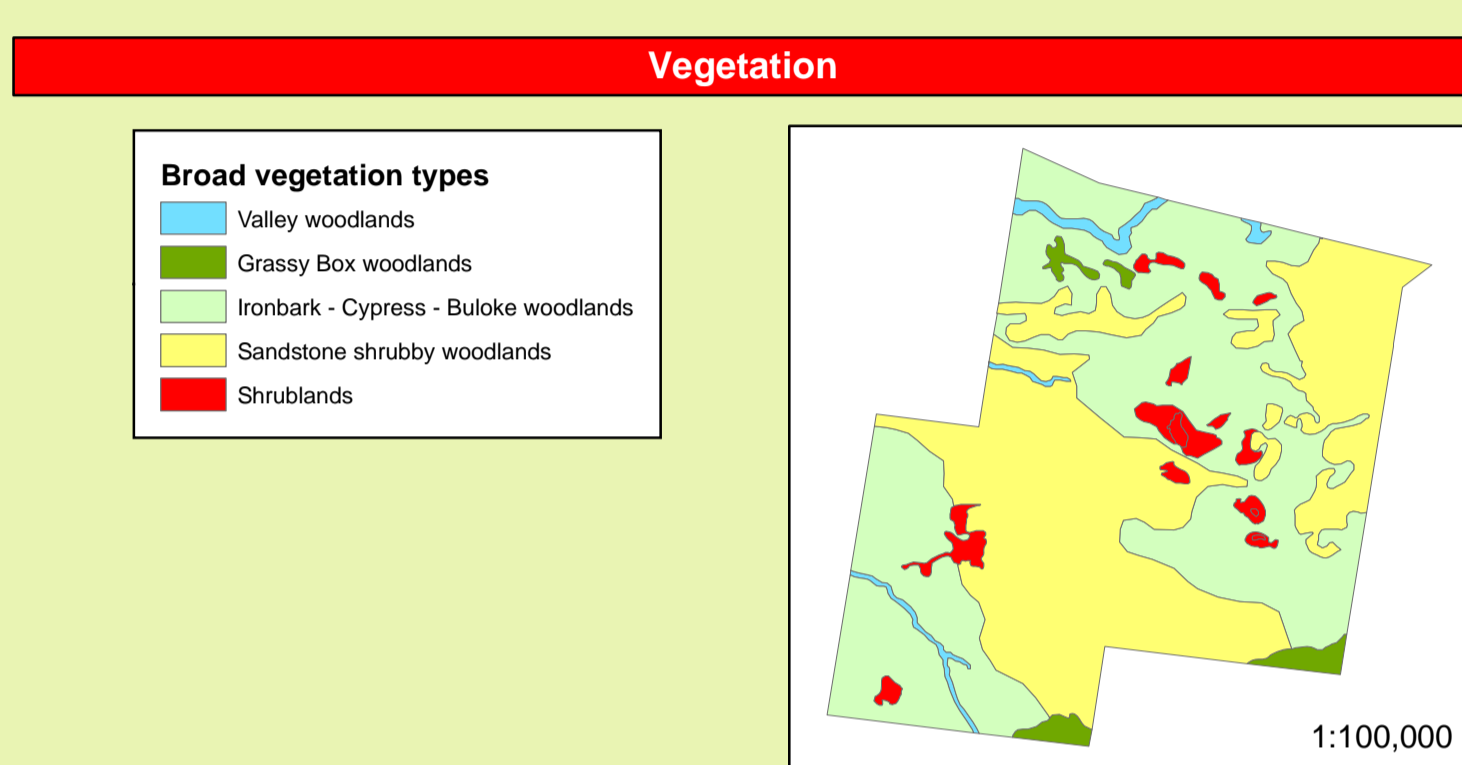 Vegetation
Broad vegetation types
Valley woodlands
Grassy Box woodlands
Ironbark - Cypress - Buloke woodlands
Sandstone shrubby woodlands
Shrublands
1:100,000